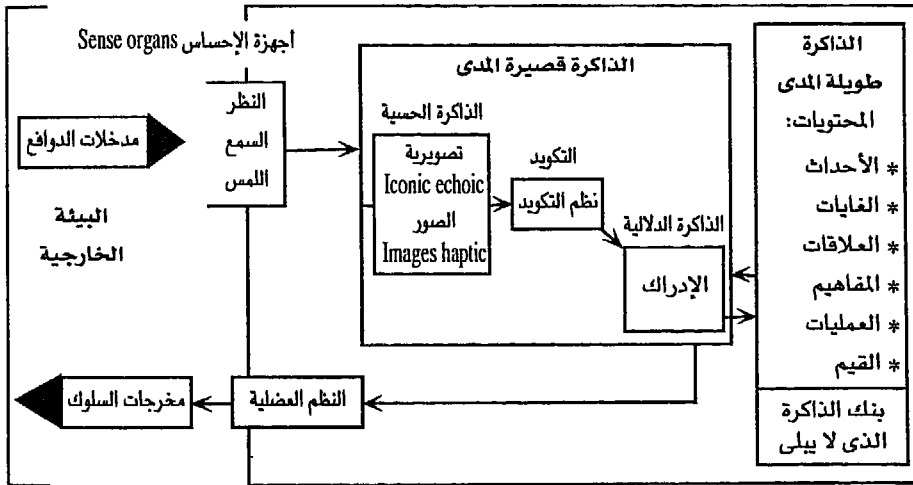 أجهزة الإحساس Sense organs
النظر
السمع
اللمس
مدخلات الدوافع
البيئة
الخارجية
الذاكرة قصيرة المدى
الذاكرة الحسية
تصويرية
Iconic echoic
الصور
Images haptic
التكويد
نظم التكويد
الذاكرة الدلالية
الإدراك
الذاكرة
طويلة المدى
المحتويات:
* الأحداث
* الغايات
* العلاقات
* المفاهيم
* العمليات
* القيم
بنك الذاكرة
الذى لا يبلى
النظم العضلية
مخرجات السلوك